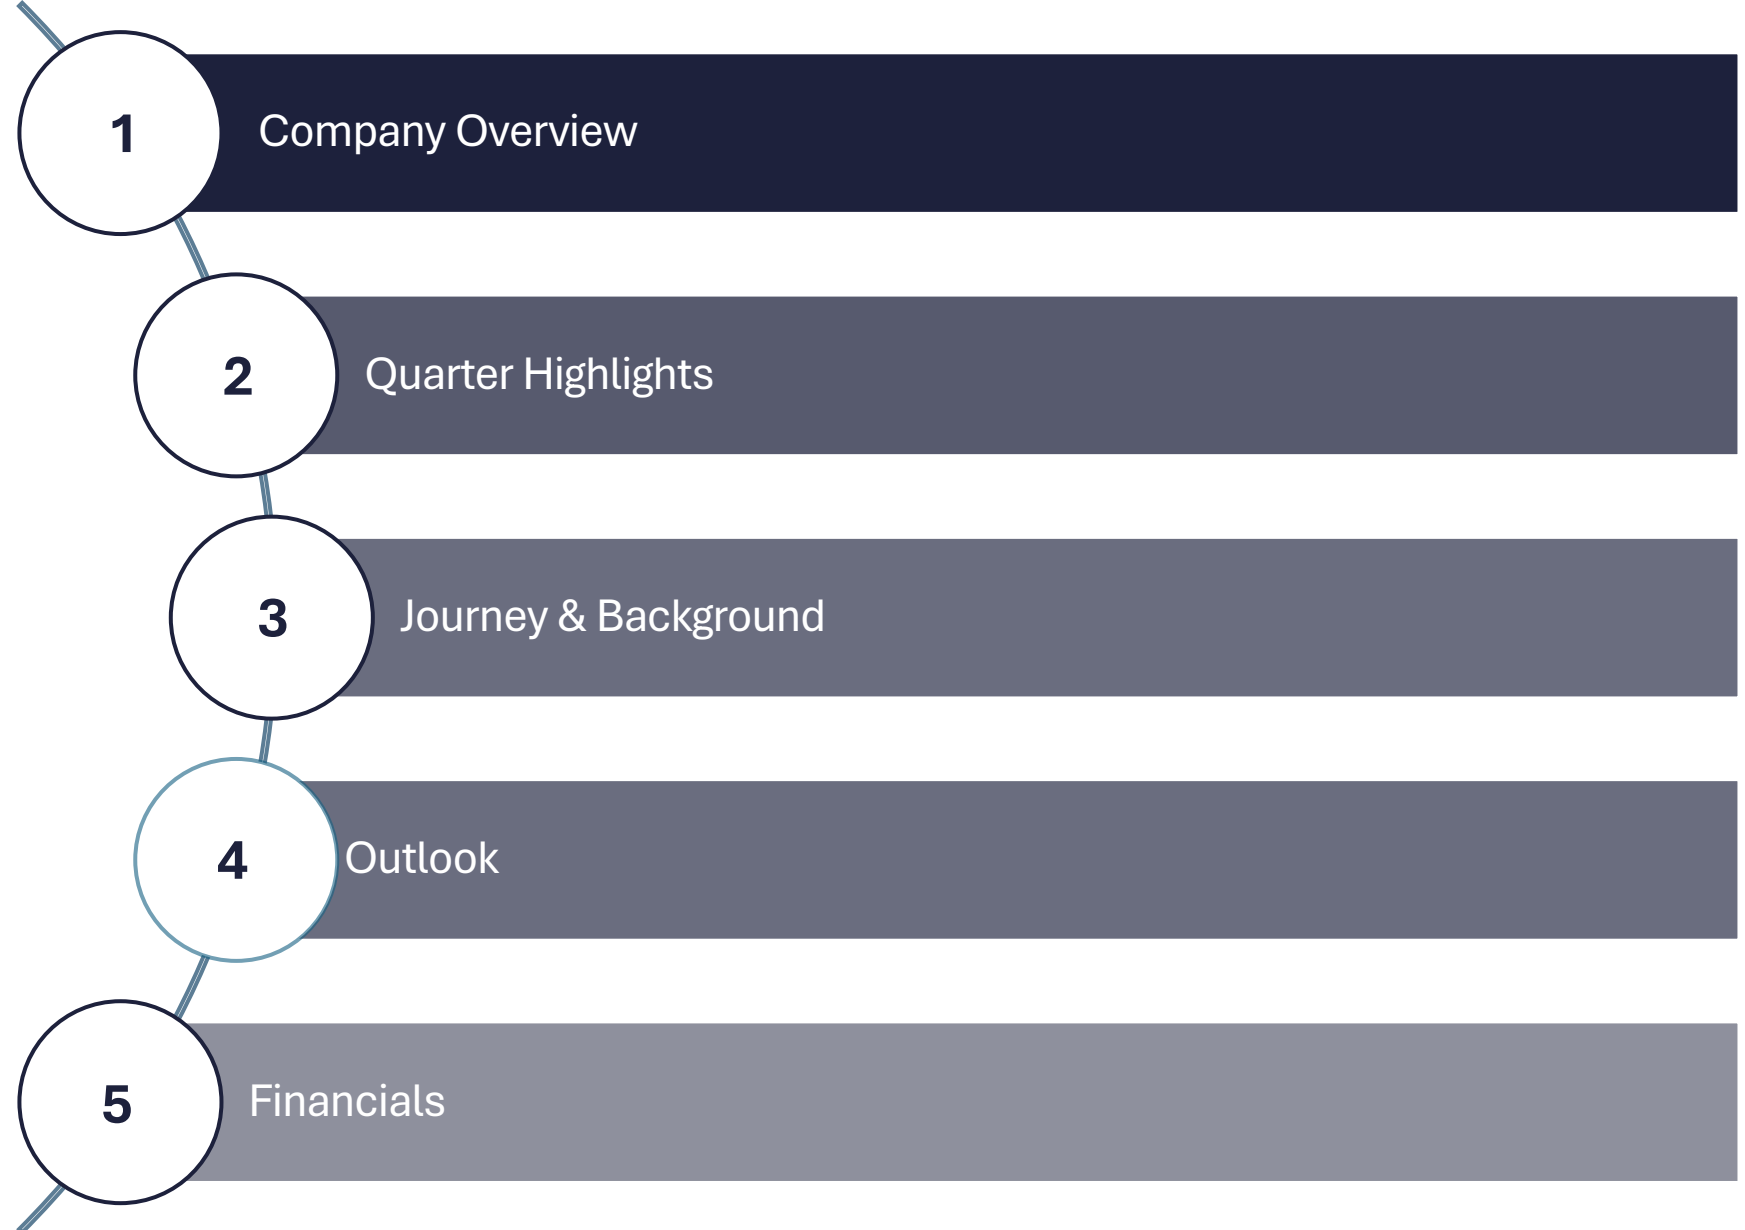 1 Company Overview
2 Quarter Highlights
3 Journey & Background
4 Outlook
5 Financials